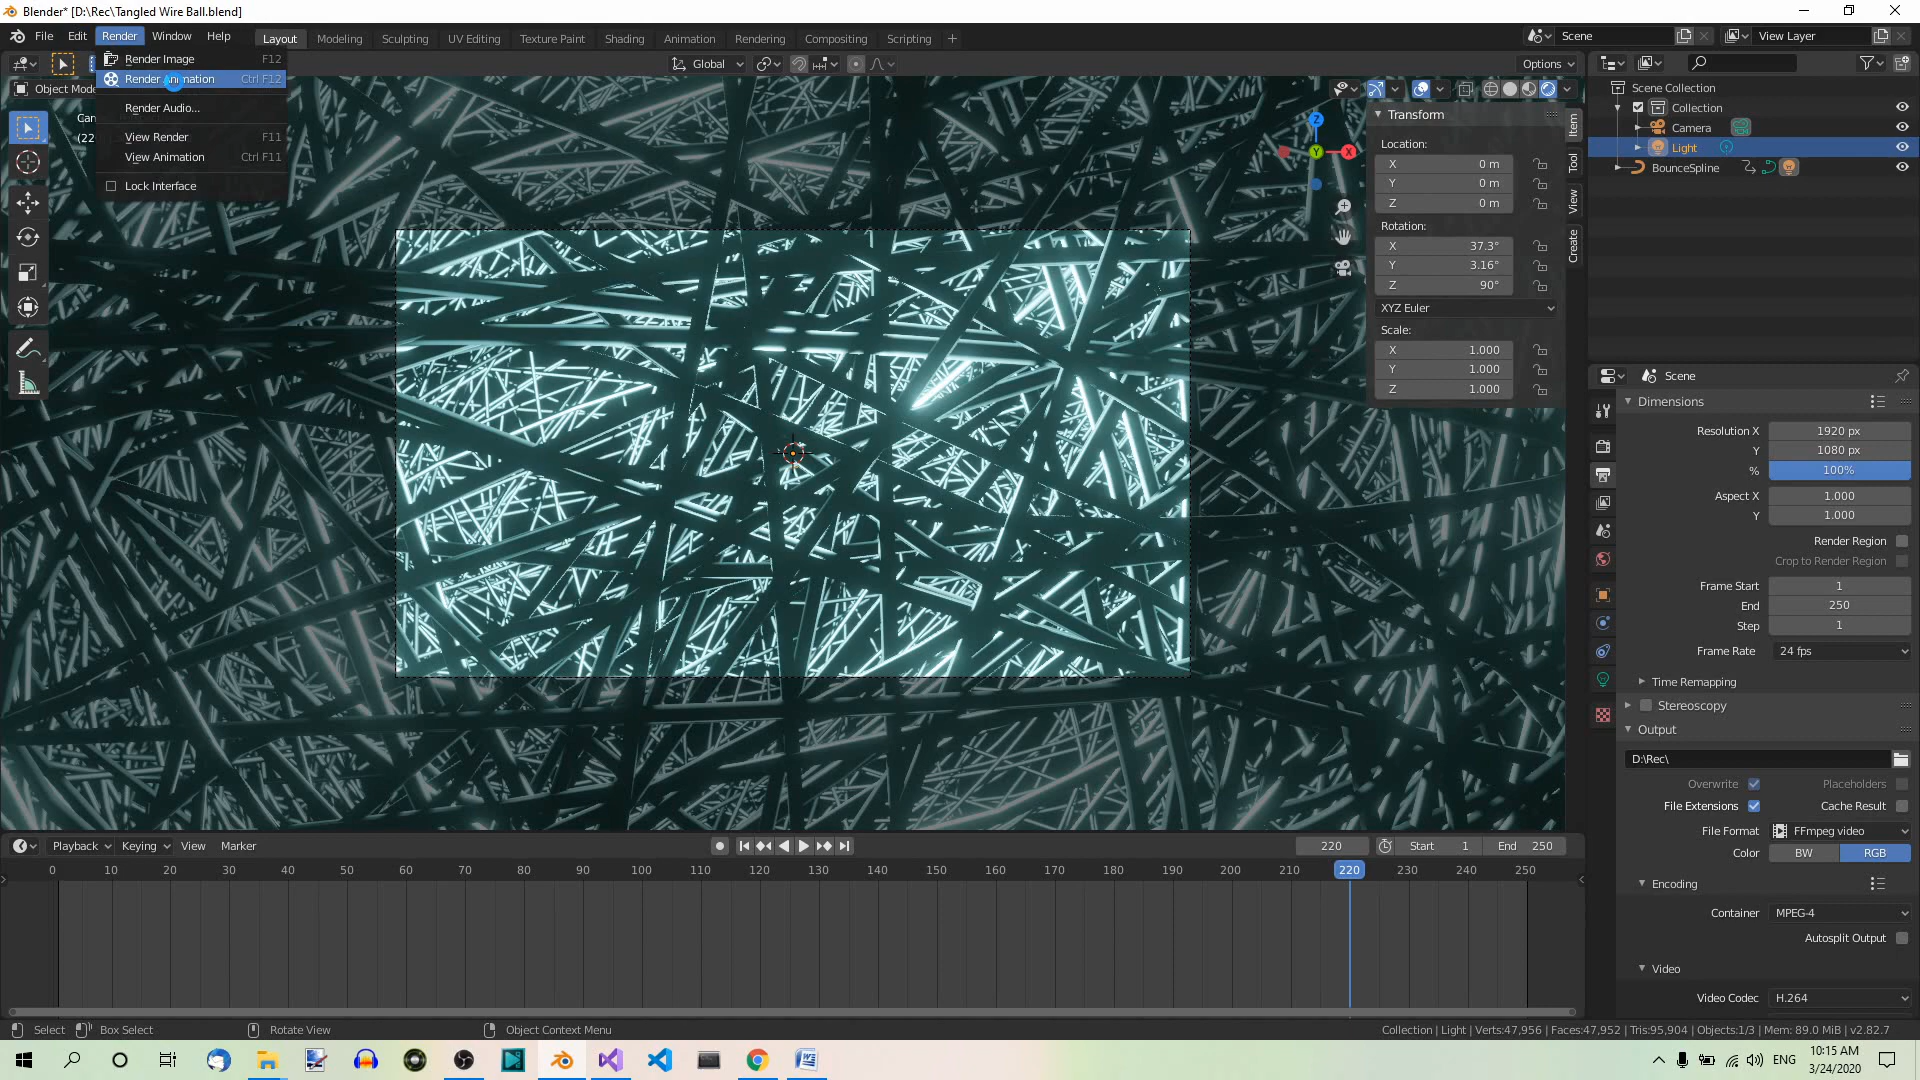 Blender* [D:\Rec\Tangled Wire Ball.blend]
File Edit Render Window Help Layout Modeling Sculpting UV Editing Texture Paint Shading Animation Rendering Compositing Scripting Scene View Layer
Render Image F12
Render Animation Ctrl F12
Render Audio...
View Render F11
View Animation Ctrl F11
Lock Interface
Global Options
Object Mode
Transform
Location:
X 0 m
Y 0 m
Z 0 m
Rotation:
X 37.3°
Y 3.16°
Z 90°
XYZ Euler
Scale:
X 1.000
Y 1.000
Z 1.000
Item
Tool
View
Create
Z
Y
X
Scene Collection
Collection
Camera
Light
BounceSpline
Scene
Dimensions
Resolution X 1920 px
Y 1080 px
% 100%
Aspect X 1.000
Y 1.000
Render Region
Crop to Render Region
Frame Start 1
End 250
Step 1
Frame Rate 24 fps
Time Remapping
Stereoscopy
Output
D:\Rec\
Overwrite Placeholders
File Extensions Cache Result
File Format FFmpeg video
Color BW RGB
Encoding
Container MPEG-4
Autosplit Output
Video
Video Codec H.264
Playback Keying View Marker 220 Start 1 End 250
0 10 20 30 40 50 60 70 80 90 100 110 120 130 140 150 160 170 180 190 200 210 220 230 240 250
Select Box Select Rotate View Object Context Menu Collection | Light | Verts:47,956 | Faces:47,952 | Tris:95,904 | Objects:1/3 | Mem: 89.0 MiB | v2.82.7
ENG 10:15 AM
3/24/2020